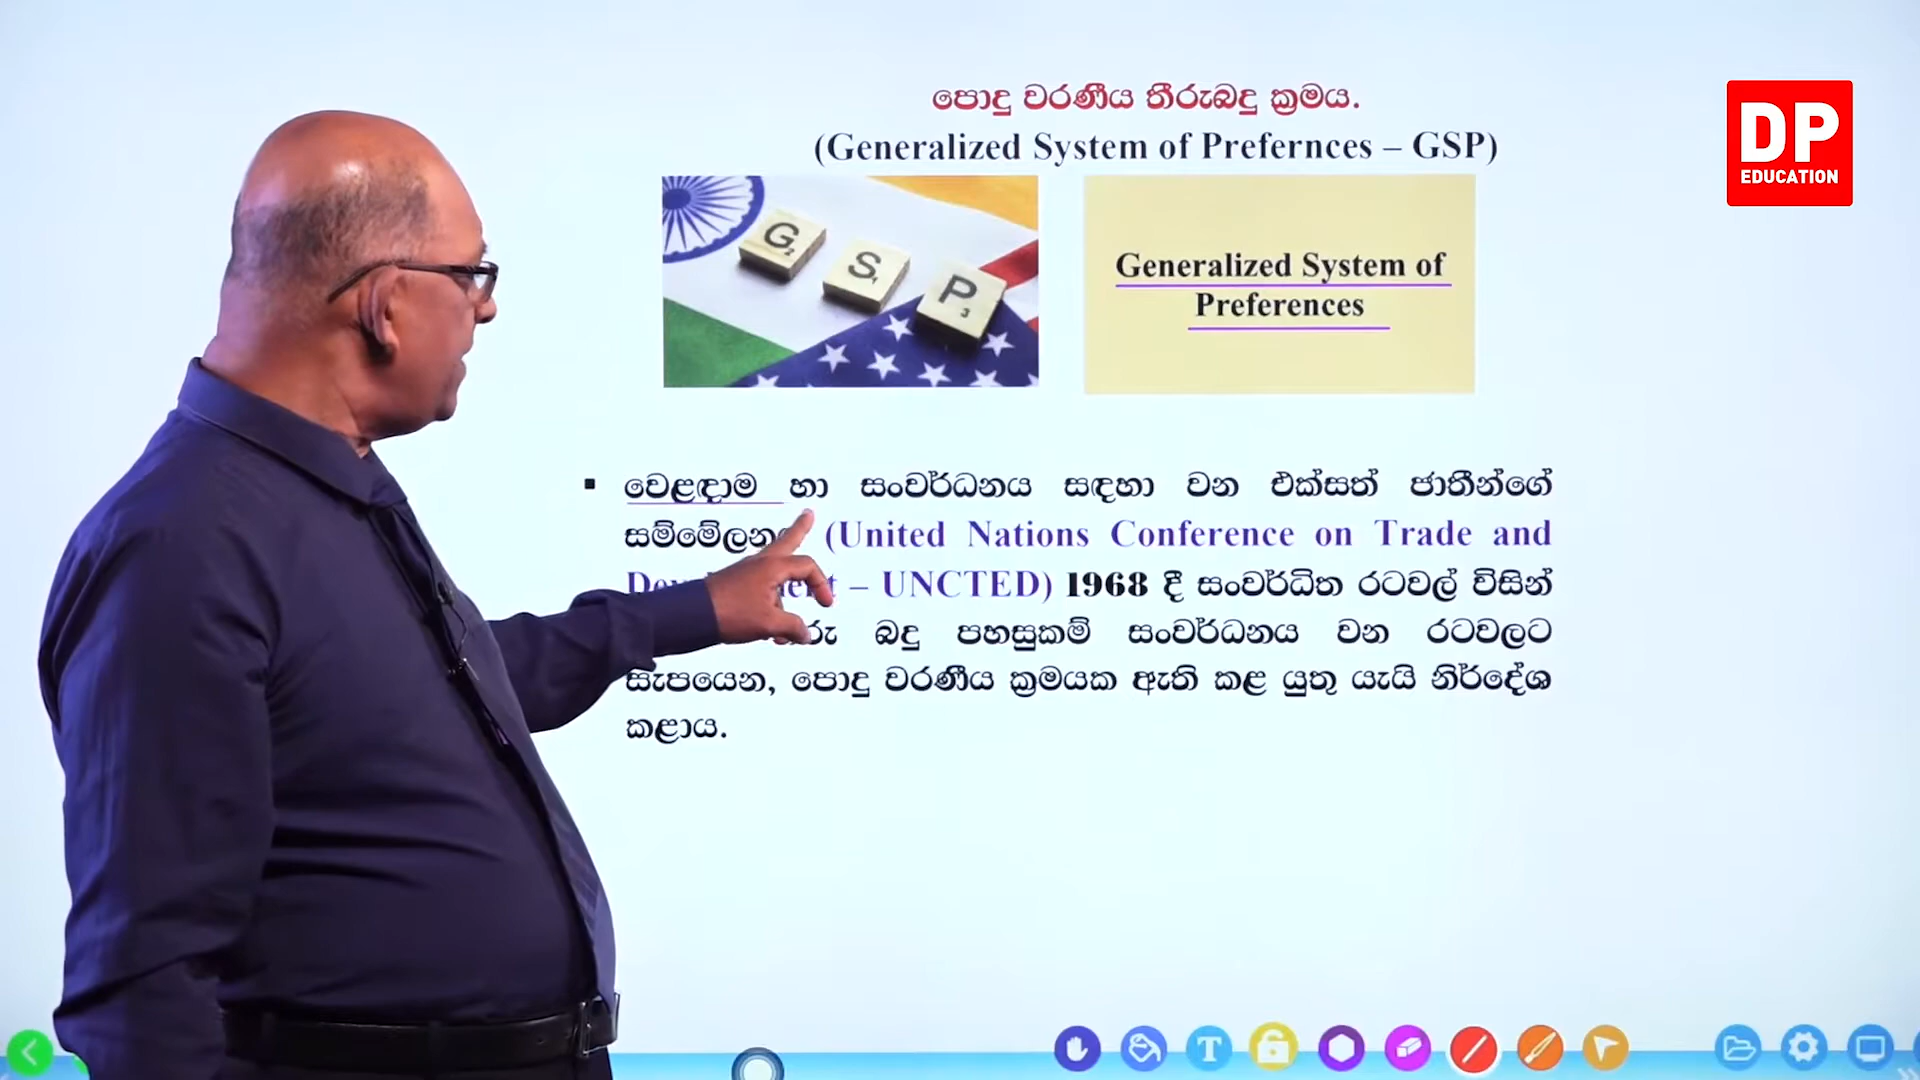 පොදු වරණීය තීරුබදු ක්‍රමය.
(Generalized System of Prefernces – GSP)
DP
EDUCATION
G
S
P
Generalized System of
Preferences
▪ වෙළඳාම හා සංවර්ධනය සඳහා වන එක්සත් ජාතීන්ගේ
(United Nations Conference on Trade and
– UNCTED) 1968 දී සංවර්ධිත රටවල් විසින්
බදු පහසුකම් සංවර්ධනය වන රටවලට
සැපයෙන, පොදු වරණීය ක්‍රමයක ඇති කළ යුතු යැයි නිර්දේශ
කළාය.